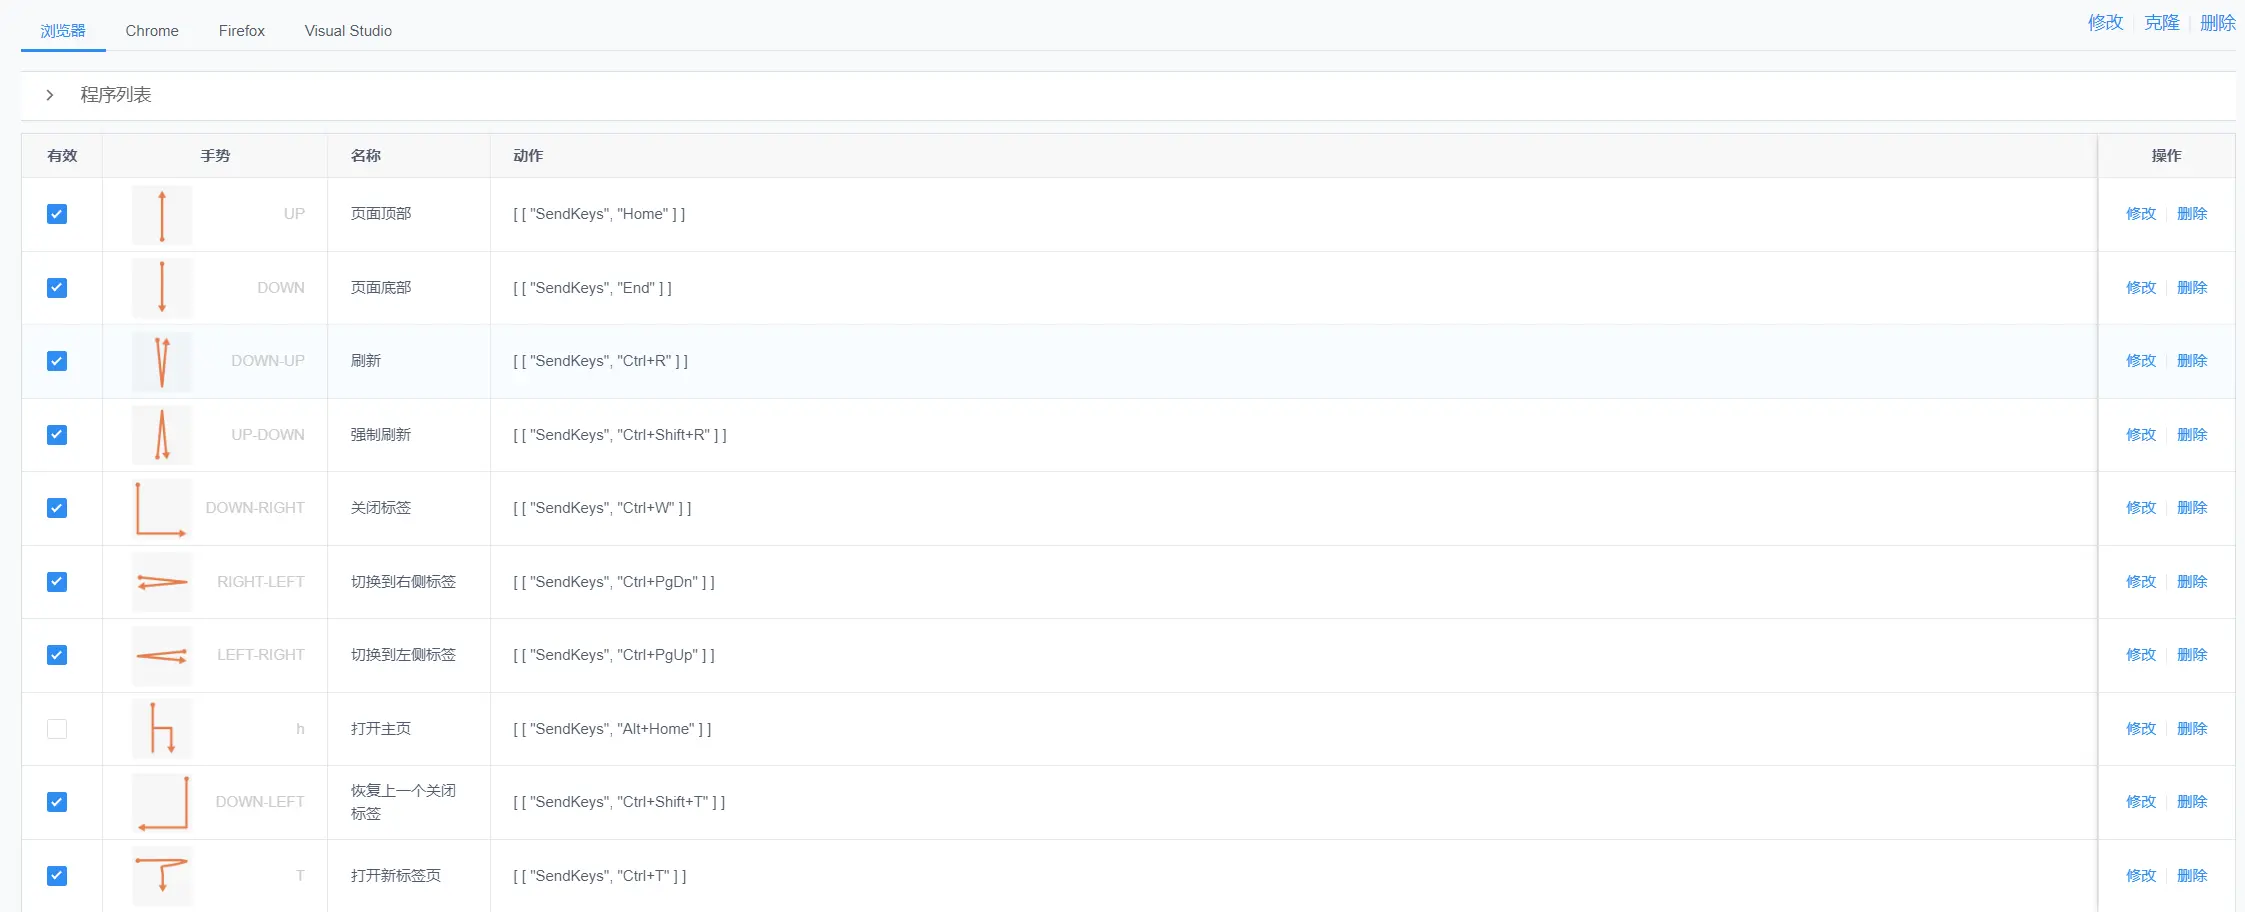 浏览器 Chrome Firefox Visual Studio 修改 克隆 删除
程序列表
有效 手势 名称 动作 操作
UP 页面顶部 [ [ "SendKeys", "Home" ] ] 修改 删除
DOWN 页面底部 [ [ "SendKeys", "End" ] ] 修改 删除
DOWN-UP 刷新 [ [ "SendKeys", "Ctrl+R" ] ] 修改 删除
UP-DOWN 强制刷新 [ [ "SendKeys", "Ctrl+Shift+R" ] ] 修改 删除
DOWN-RIGHT 关闭标签 [ [ "SendKeys", "Ctrl+W" ] ] 修改 删除
RIGHT-LEFT 切换到右侧标签 [ [ "SendKeys", "Ctrl+PgDn" ] ] 修改 删除
LEFT-RIGHT 切换到左侧标签 [ [ "SendKeys", "Ctrl+PgUp" ] ] 修改 删除
h 打开主页 [ [ "SendKeys", "Alt+Home" ] ] 修改 删除
恢复上一个关闭
DOWN-LEFT 标签 [ [ "SendKeys", "Ctrl+Shift+T" ] ] 修改 删除
T 打开新标签页 [ [ "SendKeys", "Ctrl+T" ] ] 修改 删除